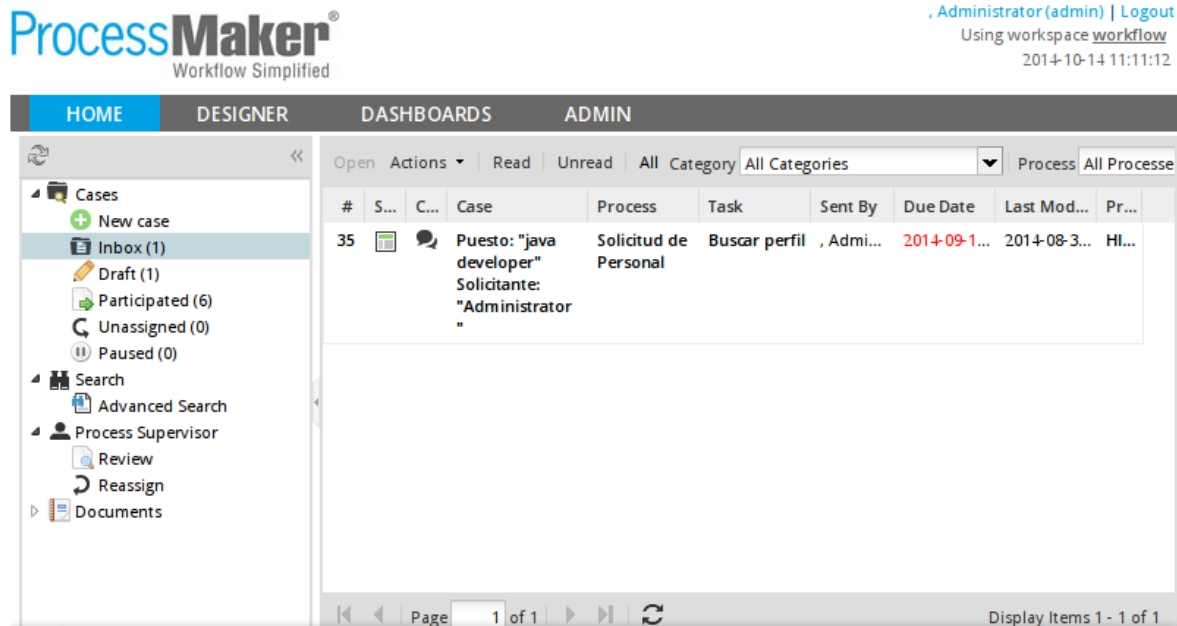 ProcessMaker®
Workflow Simplified
, Administrator (admin) | Logout
Using workspace workflow
2014-10-14 11:11:12
HOME DESIGNER DASHBOARDS ADMIN
Open Actions Read Unread All Category All Categories Process All Processe
Cases
New case
Inbox (1)
Draft (1)
Participated (6)
Unassigned (0)
Paused (0)
Search
Advanced Search
Process Supervisor
Review
Reassign
Documents
# S... C... Case Process Task Sent By Due Date Last Mod... Pr...
35 Puesto: "java Solicitud de Buscar perfil , Admi... 2014-09-1... 2014-08-3... HI...
developer" Personal
Solicitante:
"Administrator
"
Page 1 of 1 Display Items 1 - 1 of 1